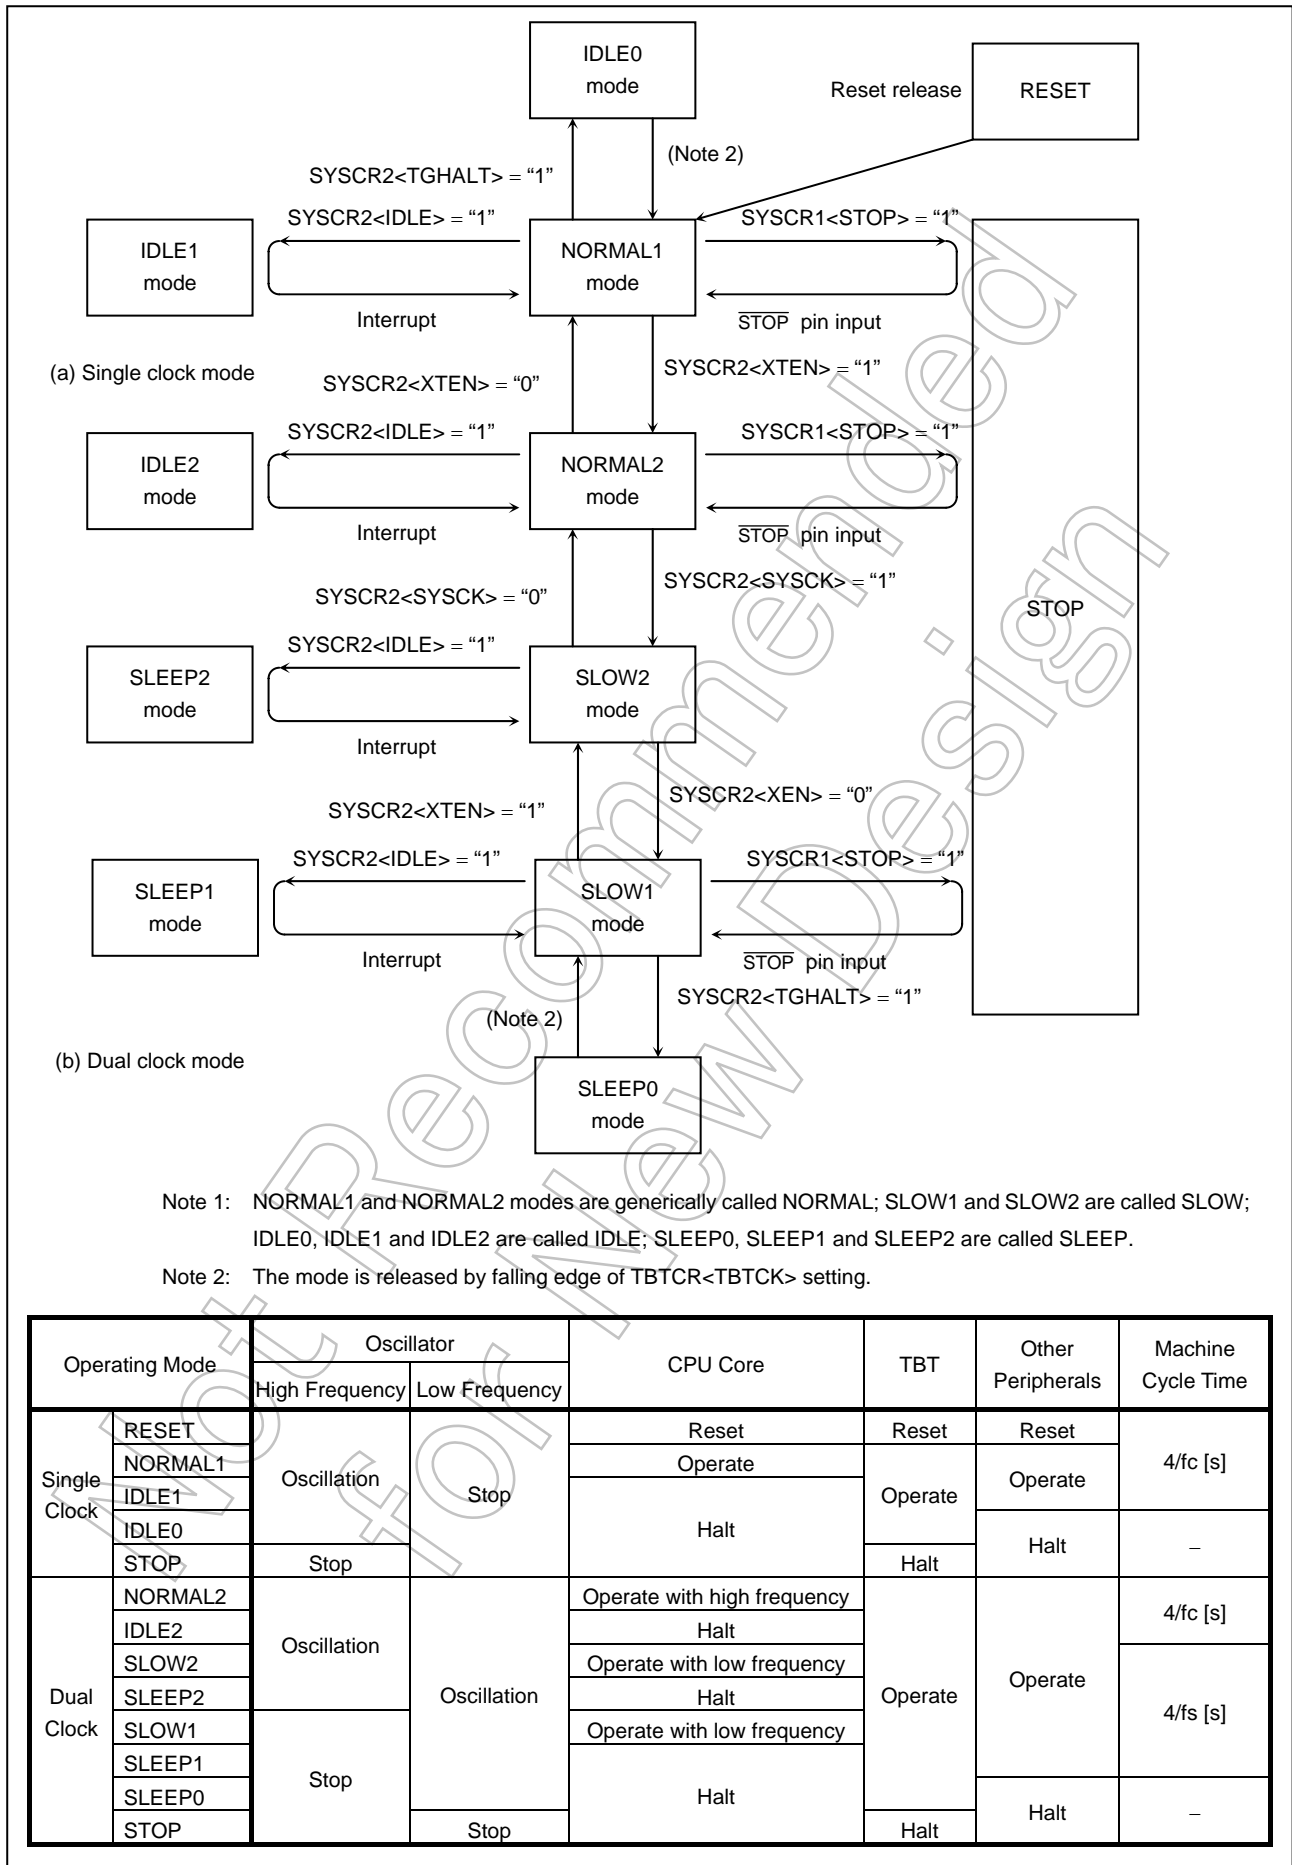 IDLE0
mode
Reset release
RESET
(Note 2)
SYSCR2<TGHALT> = “1”
SYSCR2<IDLE> = “1”
SYSCR1<STOP> = “1”
IDLE1
mode
NORMAL1
mode
Interrupt
STOP pin input
(a) Single clock mode
SYSCR2<XTEN> = “0”
SYSCR2<XTEN> = “1”
SYSCR2<IDLE> = “1”
SYSCR1<STOP> = “1”
IDLE2
mode
NORMAL2
mode
Interrupt
STOP pin input
SYSCR2<SYSCK> = “0”
SYSCR2<SYSCK> = “1”
STOP
SYSCR2<IDLE> = “1”
SLEEP2
mode
SLOW2
mode
Interrupt
SYSCR2<XTEN> = “1”
SYSCR2<XEN> = “0”
SYSCR2<IDLE> = “1”
SYSCR1<STOP> = “1”
SLEEP1
mode
SLOW1
mode
Interrupt
STOP pin input
SYSCR2<TGHALT> = “1”
(Note 2)
(b) Dual clock mode
SLEEP0
mode
Note 1: NORMAL1 and NORMAL2 modes are generically called NORMAL; SLOW1 and SLOW2 are called SLOW;
IDLE0, IDLE1 and IDLE2 are called IDLE; SLEEP0, SLEEP1 and SLEEP2 are called SLEEP.
Note 2: The mode is released by falling edge of TBTCR<TBTCK> setting.
Operating Mode
Oscillator
High Frequency
Low Frequency
CPU Core
TBT
Other
Peripherals
Machine
Cycle Time
Single
Clock
RESET
NORMAL1
IDLE1
IDLE0
STOP
Oscillation
Stop
Stop
Reset
Operate
Halt
Reset
Operate
Halt
Reset
Operate
Halt
4/fc [s]
–
Dual
Clock
NORMAL2
IDLE2
SLOW2
SLEEP2
SLOW1
SLEEP1
SLEEP0
STOP
Oscillation
Stop
Oscillation
Stop
Operate with high frequency
Halt
Operate with low frequency
Halt
Operate with low frequency
Halt
Operate
Halt
Operate
Halt
4/fc [s]
4/fs [s]
–
Not Recommended
for New Design